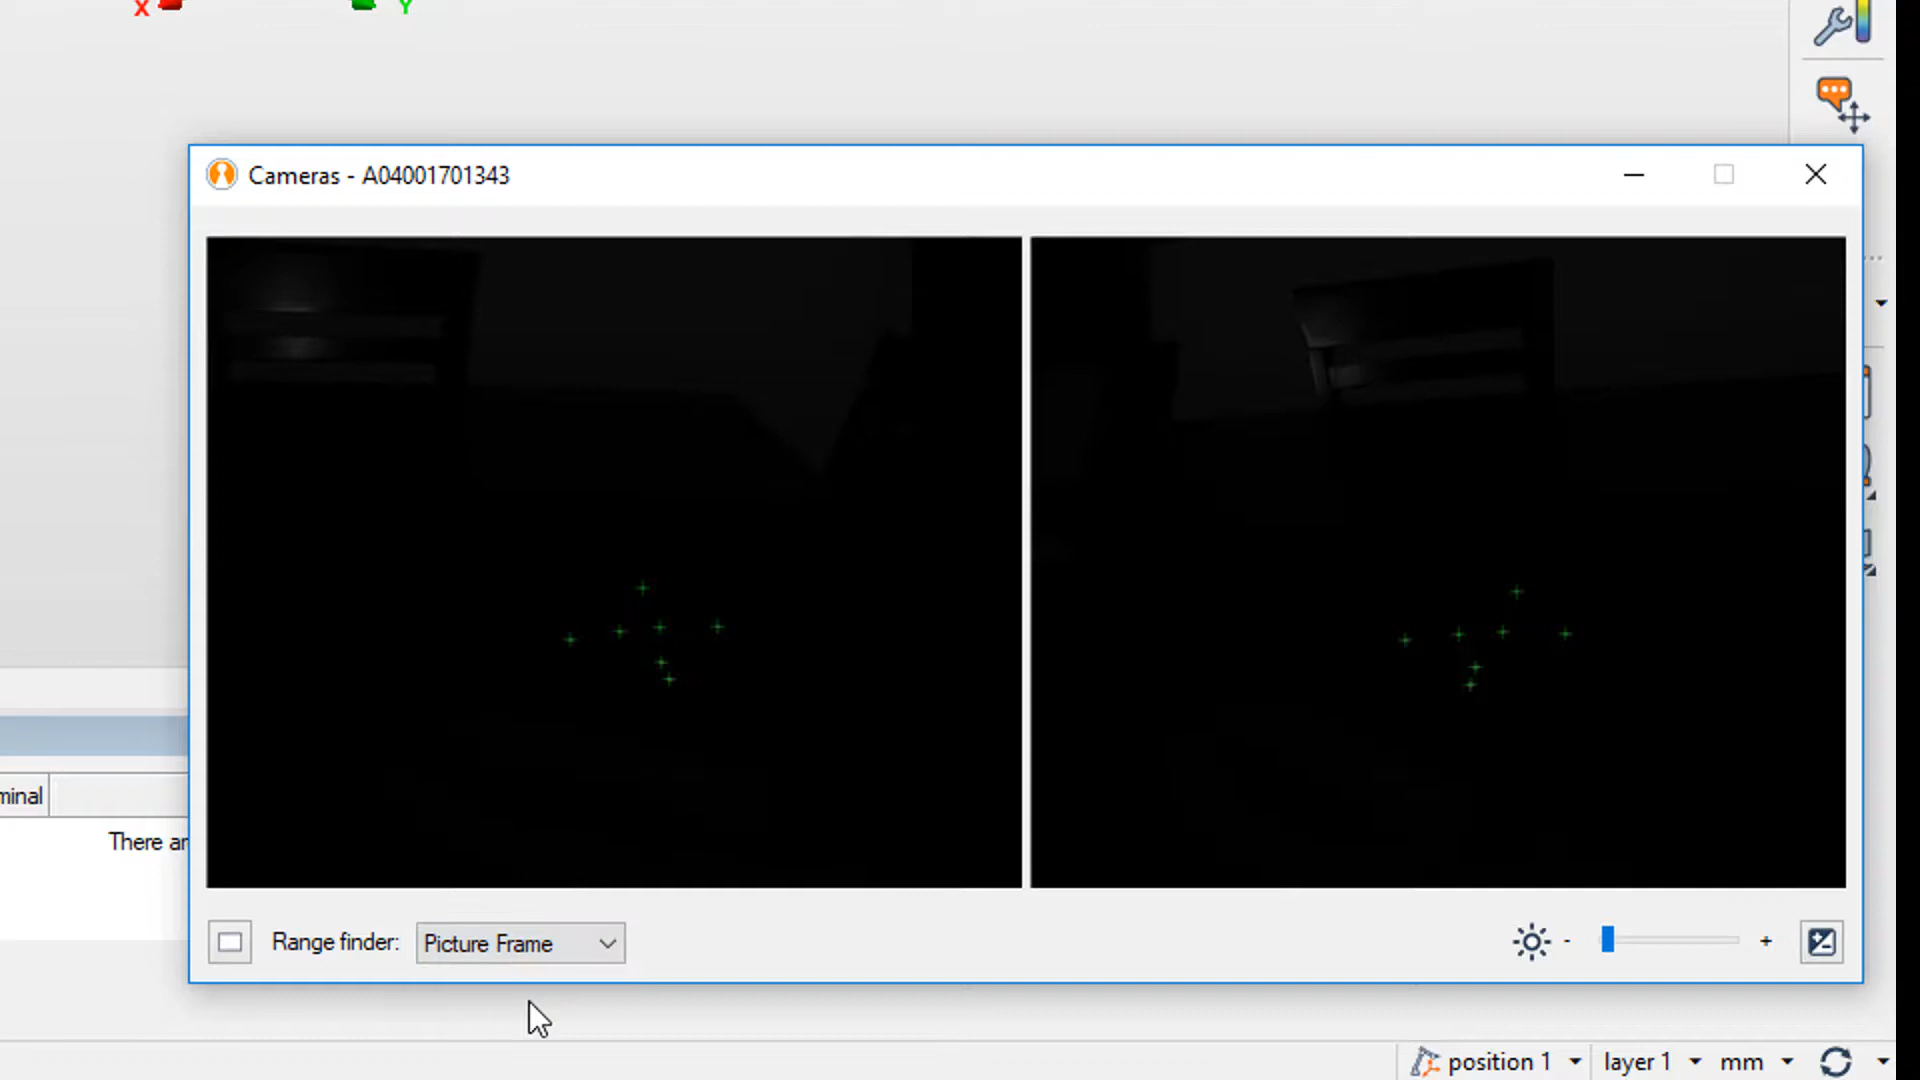 X Y
Cameras - A04001701343
minal
There ar
Range finder: Picture Frame
- +
position 1 layer 1 mm